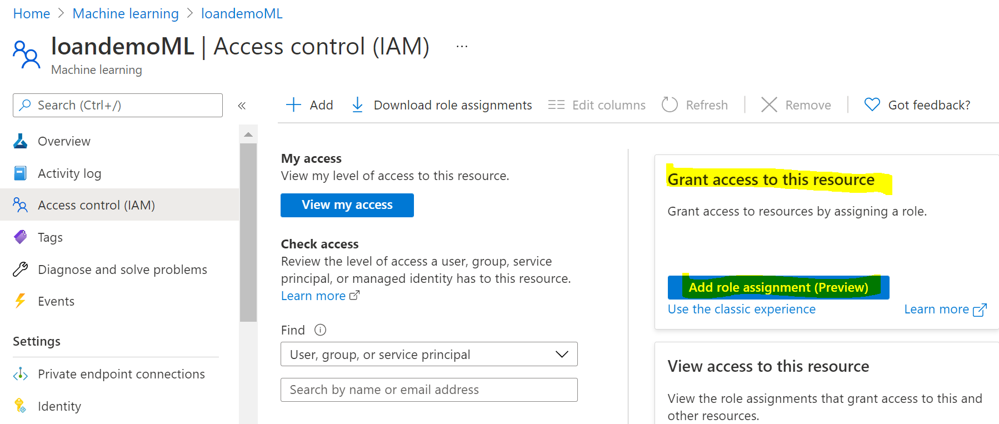 Home > Machine learning > loandemoML
loandemoML | Access control (IAM) ...
Machine learning
Search (Ctrl+/)
«
Overview
Activity log
Access control (IAM)
Tags
Diagnose and solve problems
Events
Settings
Private endpoint connections
Identity
Add
Download role assignments
Edit columns
Refresh
Remove
Got feedback?
My access
View my level of access to this resource.
View my access
Check access
Review the level of access a user, group, service
principal, or managed identity has to this resource.
Learn more
Find
User, group, or service principal
Search by name or email address
Grant access to this resource
Grant access to resources by assigning a role.
Add role assignment (Preview)
Use the classic experience
Learn more
View access to this resource
View the role assignments that grant access to this and
other resources.